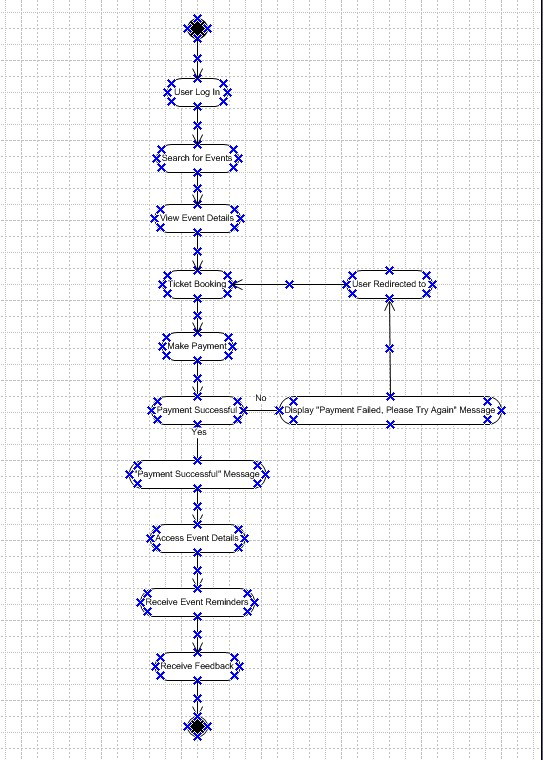 User Log In
Search for Events
View Event Details
Ticket Booking
User Redirected to
Make Payment
Payment Successful
No
Display "Payment Failed, Please Try Again" Message
Yes
"Payment Successful" Message
Access Event Details
Receive Event Reminders
Receive Feedback